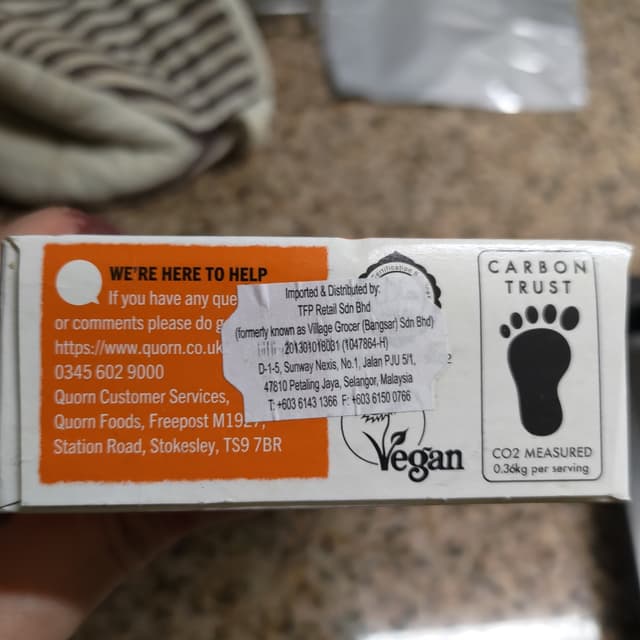 WE'RE HERE TO HELP
If you have any que
or comments please do g
https://www.quorn.co.uk
0345 602 9000
Quorn Customer Services,
Quorn Foods, Freepost M1927,
Station Road, Stokesley, TS9 7BR
Imported & Distributed by:
TFP Retail Sdn Bhd
(formerly known as Village Grocer (Bangsar) Sdn Bhd)
201301018031 (1047864-H)
D-1-5, Sunway Nexis, No.1, Jalan PJU 5/1,
47810 Petaling Jaya, Selangor, Malaysia
T: +603 6143 1366 F: +603 6150 0766
Certification
Vegan
CARBON
TRUST
CO2 MEASURED
0.36kg per serving